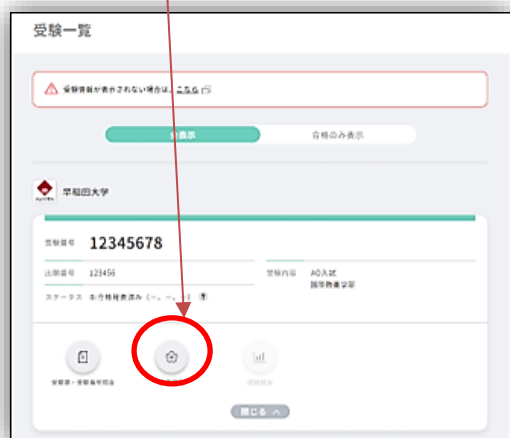 受験一覧
受験情報が表示されない場合は、こちら
全表示
合格のみ表示
早稲田大学
受験番号 12345678
出願番号 123456
受験内容 AO入試
国際教養学部
ステータス
受験票・受験番号照会
閉じる